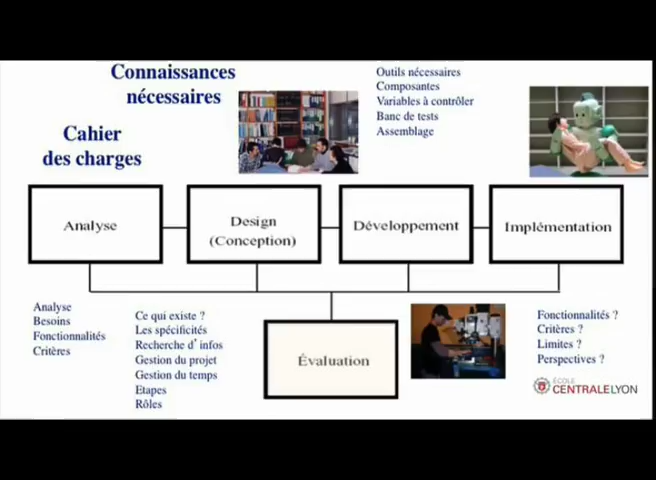 Connaissances
nécessaires
Outils nécessaires
Composantes
Variables à contrôler
Banc de tests
Assemblage
Cahier
des charges
Analyse
Design
(Conception)
Développement
Implémentation
Analyse
Besoins
Fonctionnalités
Critères
Ce qui existe ?
Les spécificités
Recherche d'infos
Gestion du projet
Gestion du temps
Etapes
Rôles
Évaluation
Fonctionnalités ?
Critères ?
Limites ?
Perspectives ?
ÉCOLE
CENTRALELYON